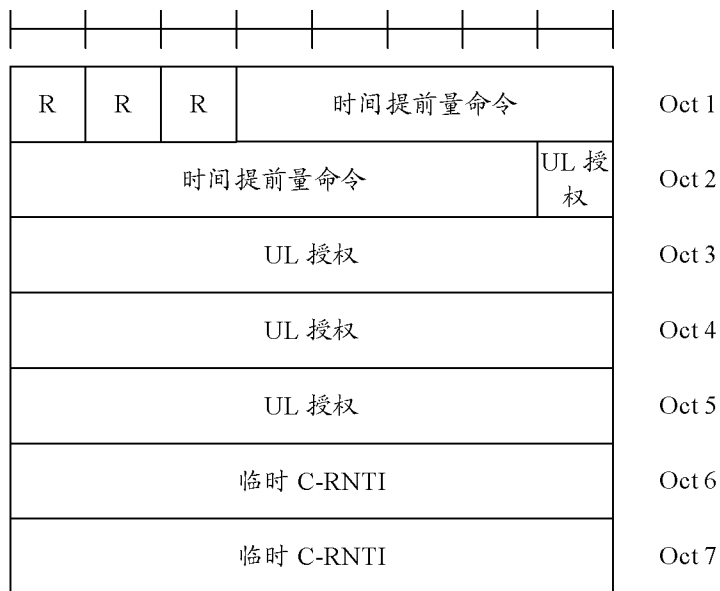 R R R 时间提前量命令 Oct 1
时间提前量命令 UL 授 Oct 2
权
UL 授权 Oct 3
UL 授权 Oct 4
UL 授权 Oct 5
临时 C-RNTI Oct 6
临时 C-RNTI Oct 7